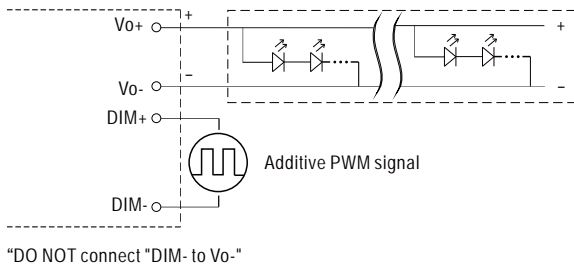 Vo+ + +
Vo- – –
DIM+
Additive PWM signal
DIM-
“DO NOT connect "DIM- to Vo-"